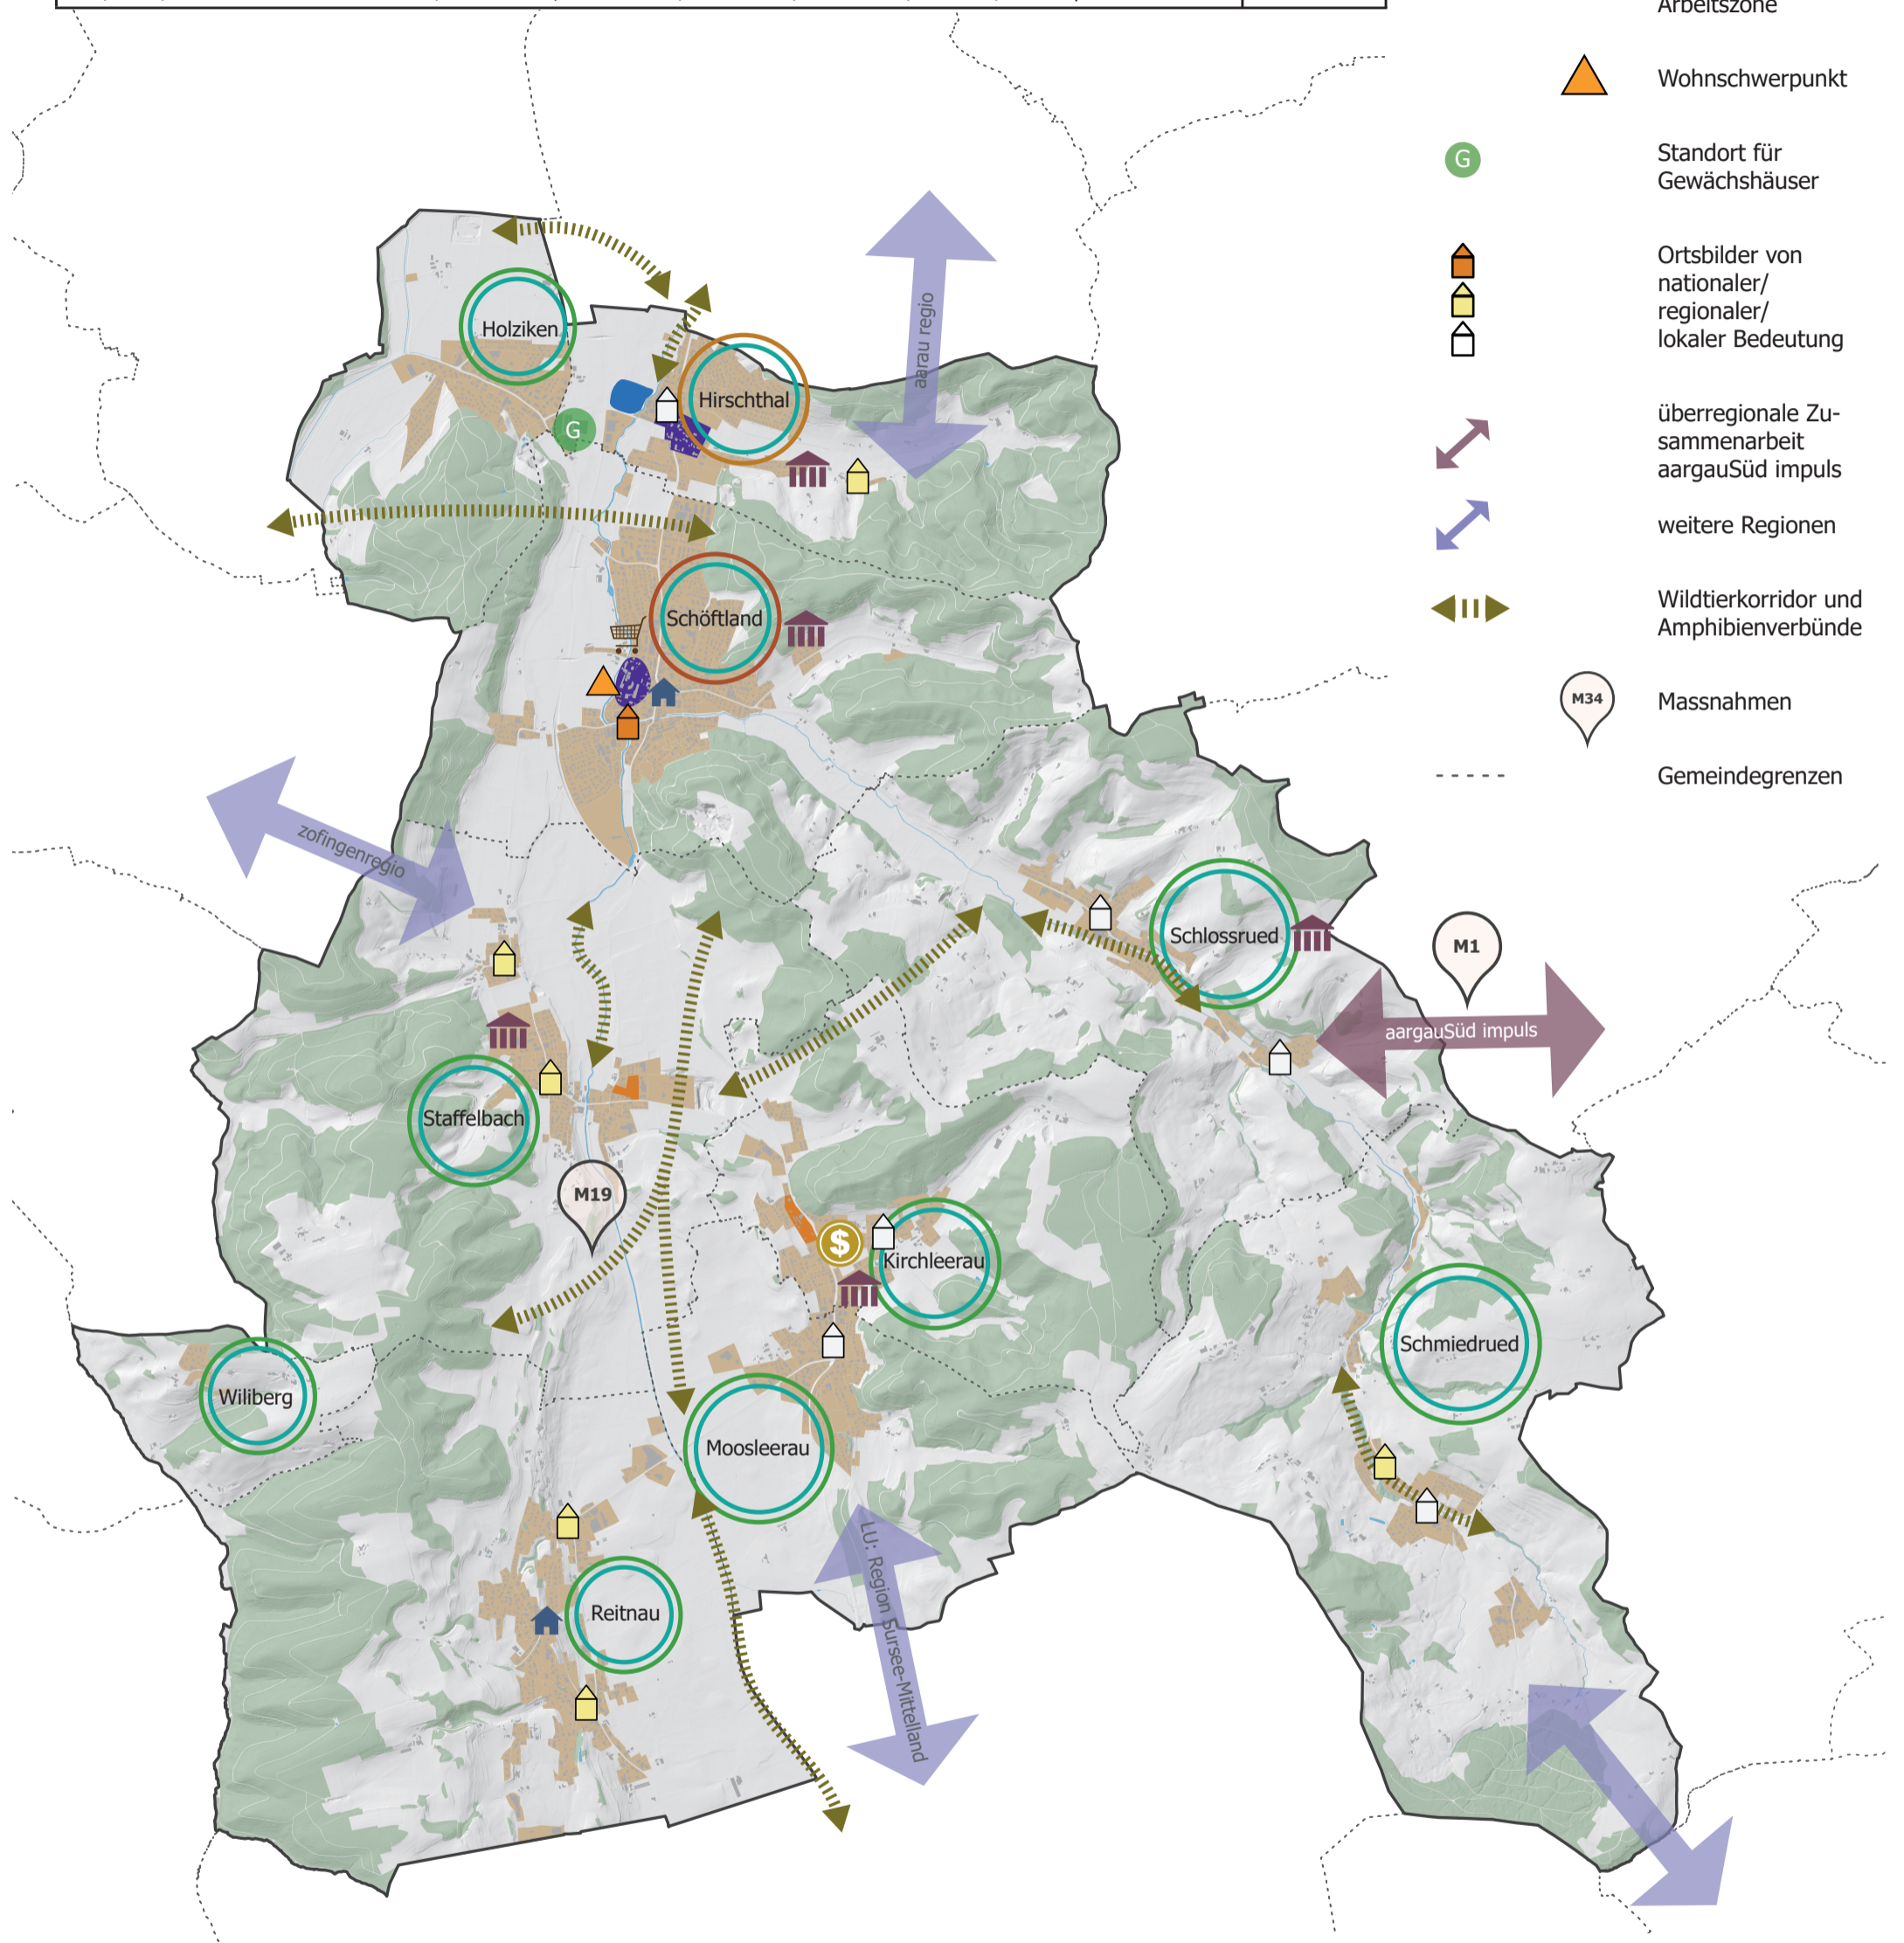 Arbeitszone
Wohnschwerpunkt
G
Standort für
Gewächshäuser
Ortsbilder von
nationaler/
regionaler/
lokaler Bedeutung
überregionale Zu-
sammenarbeit
aargauSüd impuls
weitere Regionen
Wildtierkorridor und
Amphibienverbünde
M34
Massnahmen
Gemeindegrenzen
Holziken
aarau regio
Hirschthal
G
Schöftland
zofingenregio
Schlossrued
M1
aargauSüd impuls
Staffelbach
M19
$
Kirchleerau
Schmiedrued
Wiliberg
Moosleerau
LU: Region Sursee-Mittelland
Reitnau